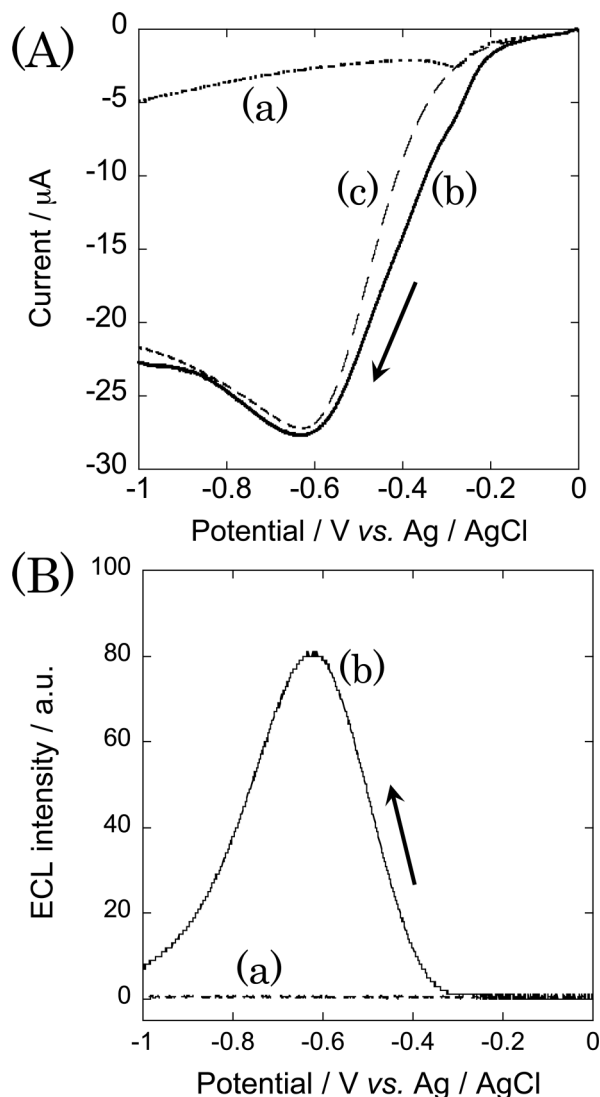 (A)
0
-5
-10
-15
-20
-25
-30
Current / μA
(a)
(c)
(b)
-1
-0.8
-0.6
-0.4
-0.2
0
Potential / V vs. Ag / AgCl
(B)
100
80
60
40
20
0
ECL intensity / a.u.
(b)
(a)
-1
-0.8
-0.6
-0.4
-0.2
0
Potential / V vs. Ag / AgCl